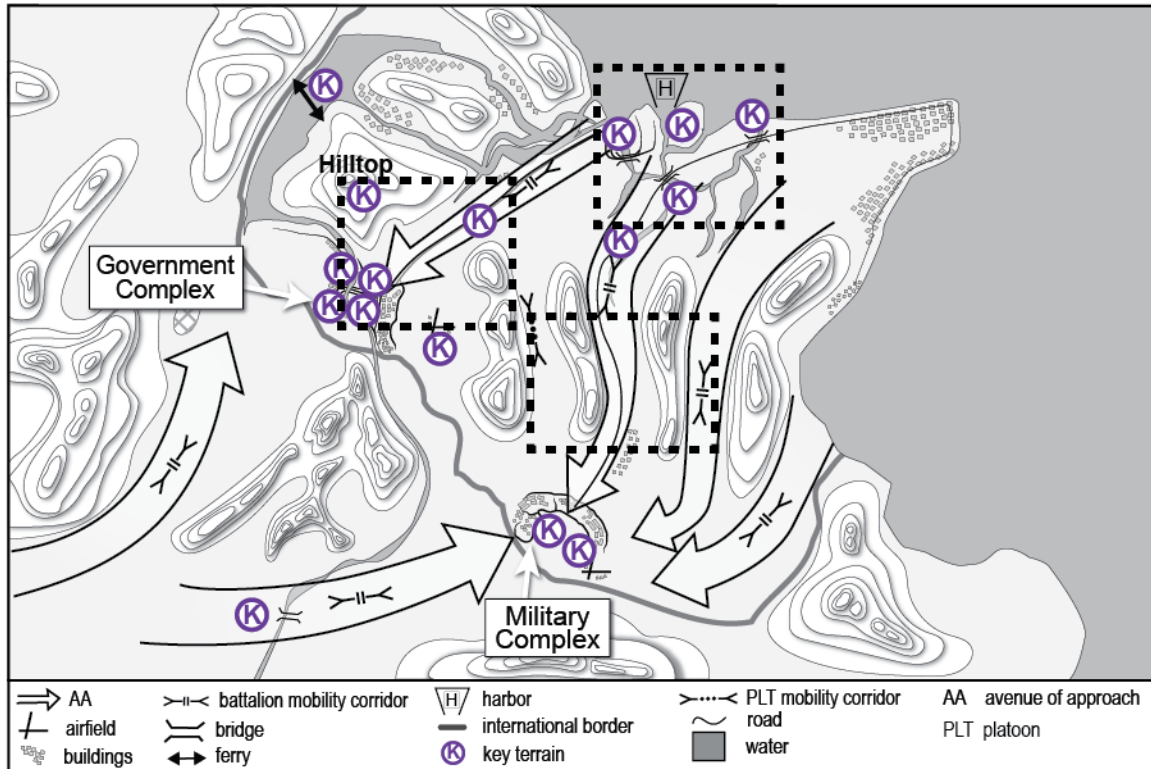 H
K
K
K
K
Hilltop
K
K
K
K
Government
Complex
K
K
K
K
K
K
K
Military
Complex
K
AA
battalion mobility corridor
H
harbor
PLT mobility corridor
AA avenue of approach
airfield
bridge
international border
road
PLT platoon
buildings
ferry
K
key terrain
water